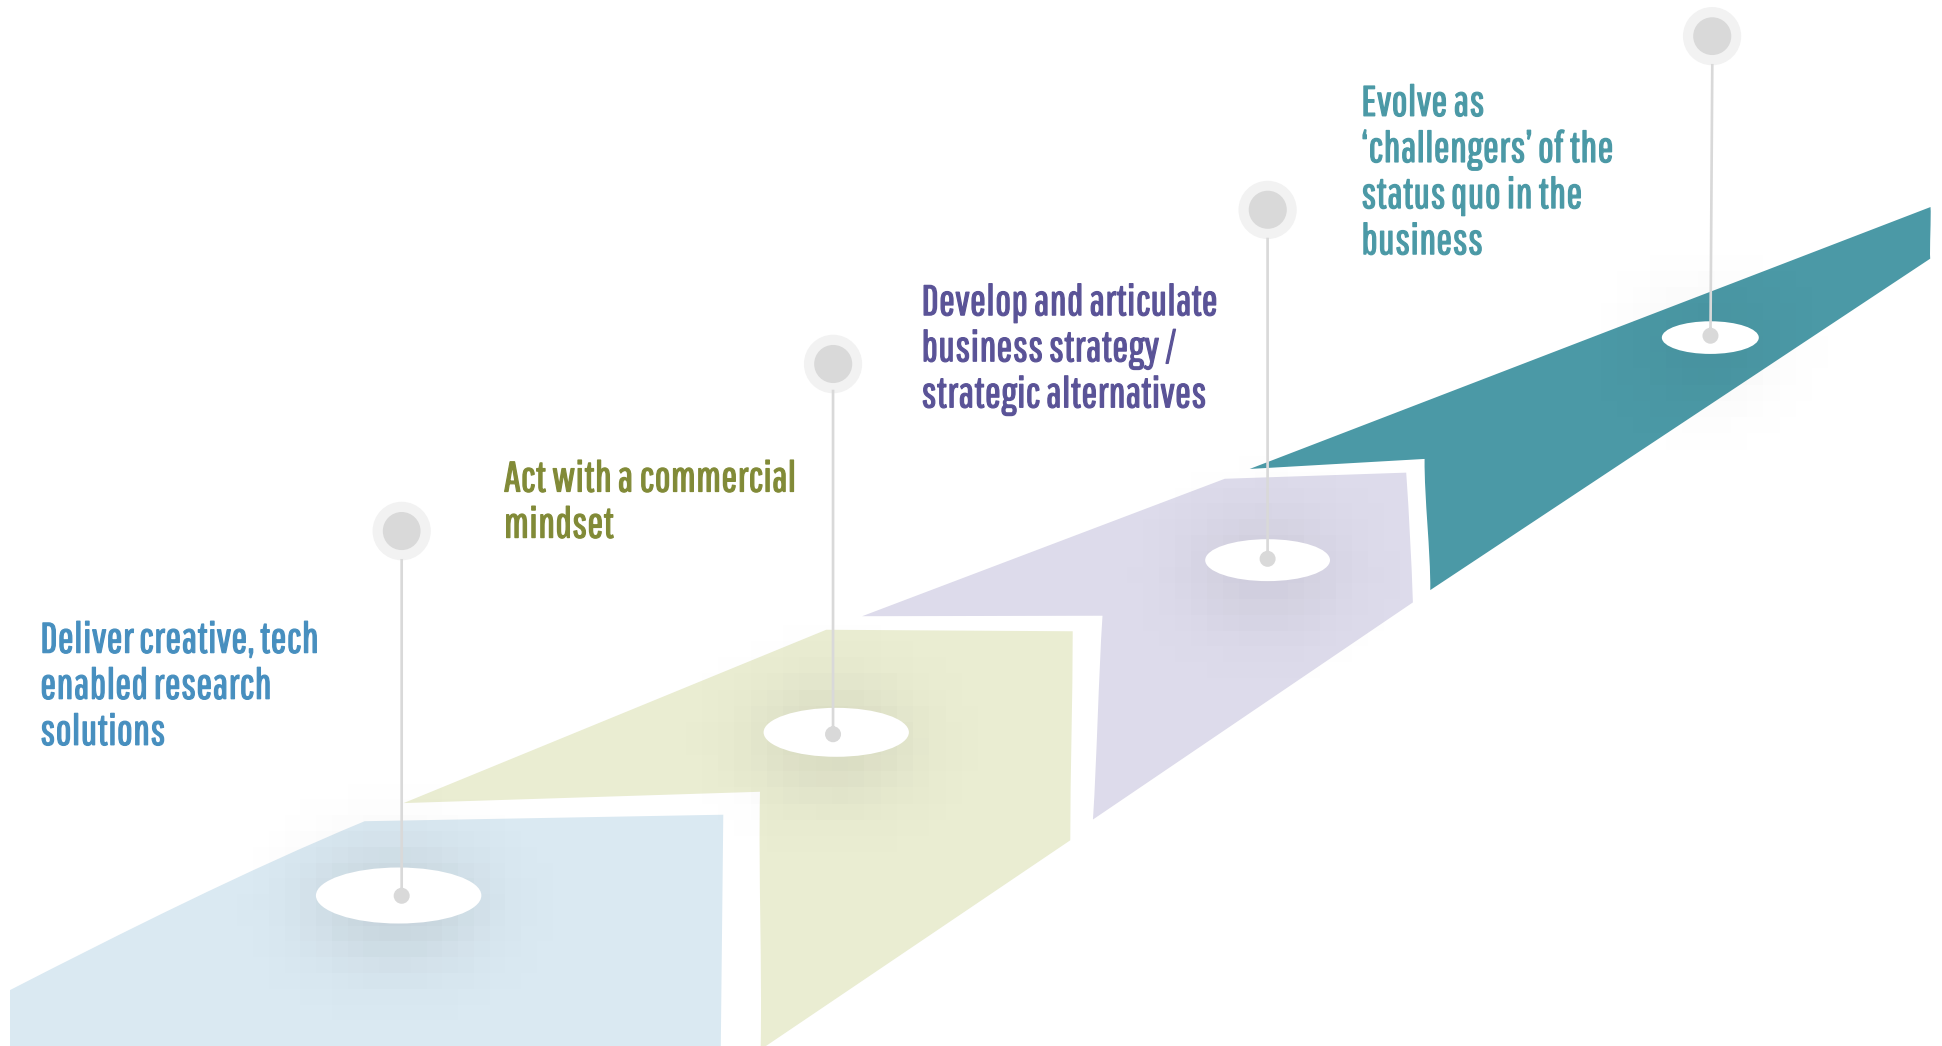 Deliver creative, tech
enabled research
solutions
Act with a commercial
mindset
Develop and articulate
business strategy /
strategic alternatives
Evolve as
‘challengers’ of the
status quo in the
business